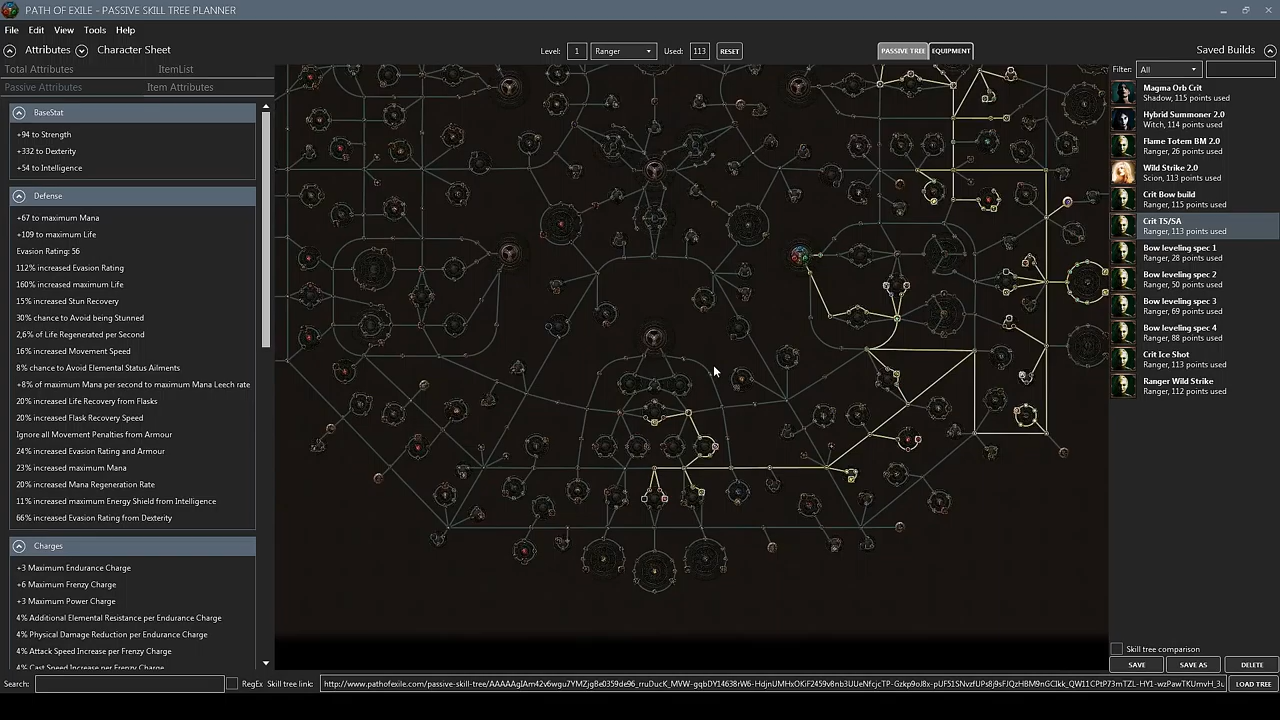 PATH OF EXILE - PASSIVE SKILL TREE PLANNER
File Edit View Tools Help
Attributes Character Sheet
Level: 1 Ranger Used: 113 RESET
PASSIVE TREE EQUIPMENT
Saved Builds
Total Attributes ItemList
Passive Attributes Item Attributes
Filter: All
BaseStat
+94 to Strength
+332 to Dexterity
+54 to Intelligence
Defense
+67 to maximum Mana
+109 to maximum Life
Evasion Rating: 56
112% increased Evasion Rating
160% increased maximum Life
15% increased Stun Recovery
30% chance to Avoid being Stunned
2,6% of Life Regenerated per Second
16% increased Movement Speed
8% chance to Avoid Elemental Status Ailments
+8% of maximum Mana per second to maximum Mana Leech rate
20% increased Life Recovery from Flasks
20% increased Flask Recovery Speed
Ignore all Movement Penalties from Armour
24% increased Evasion Rating and Armour
23% increased maximum Mana
20% increased Mana Regeneration Rate
11% increased maximum Energy Shield from Intelligence
66% increased Evasion Rating from Dexterity
Charges
+3 Maximum Endurance Charge
+6 Maximum Frenzy Charge
+3 Maximum Power Charge
4% Additional Elemental Resistance per Endurance Charge
4% Physical Damage Reduction per Endurance Charge
4% Attack Speed Increase per Frenzy Charge
4% Cast Speed Increase per Frenzy Charge
Magma Orb Crit
Shadow, 115 points used
Hybrid Summoner 2.0
Witch, 114 points used
Flame Totem BM 2.0
Ranger, 26 points used
Wild Strike 2.0
Scion, 113 points used
Crit Bow build
Ranger, 115 points used
Crit TS/SA
Ranger, 113 points used
Bow leveling spec 1
Ranger, 28 points used
Bow leveling spec 2
Ranger, 50 points used
Bow leveling spec 3
Ranger, 69 points used
Bow leveling spec 4
Ranger, 88 points used
Crit Ice Shot
Ranger, 113 points used
Ranger Wild Strike
Ranger, 112 points used
Skill tree comparison
SAVE SAVE AS DELETE
Search: RegEx Skill tree link: LOAD TREE